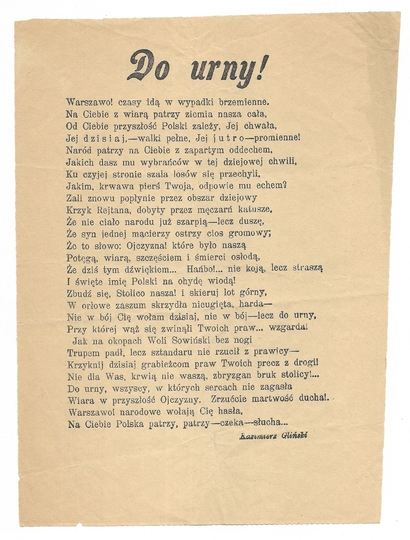 Do urny!
Warszawo! czasy idą w wypadki brzemienne.
Na Ciebie z wiarą patrzy ziemia nasza cała,
Od Ciebie przyszłość Polski zależy, Jej chwała,
Jej dzisiaj,—walki pełne, Jej jutro—promienne!
Naród patrzy na Ciebie z zapartym oddechem,
Jakich dasz mu wybrańców w tej dziejowej chwili,
Ku czyjej stronie szala losów się przechyli,
Jakim, krwawa pierś Twoja, odpowie mu echem?
Zali znowu popłynie przez obszar dziejowy
Krzyk Rejtana, dobyty przez męczarń katusze,
Że nie ciało narodu już szarpią—lecz duszę,
Że syn jednej macierzy ostrzy cios gromowy;
Że to słowo: Ojczyzna! które było naszą
Potęgą, wiarą, szczęściem i śmierci osłodą,
Że dziś tym dźwiękiem... Hańbo!... nie koją, lecz straszą
I święte imię Polski na ohydę wiodą!
Zbudź się, Stolico nasza! i skieruj lot górny,
W orłowe zaszum skrzydła nieugięta, harda—
Nie w bój Cię wołam dzisiaj, nie w bój—lecz do urny,
Przy której wąż się zwinął! Twoich praw... wzgarda!
Jak na okopach Woli Sowiński bez nogi
Trupem padł, lecz sztandaru nie rzucił z prawicy—
Krzyknij dzisiaj grabieżcom praw Twoich precz z drogi!
Nie dla Was, krwią nie waszą, zbryzgan bruk stolicy!...
Do urny, wszyscy, w których sercach nie zagasła
Wiara w przyszłość Ojczyzny. Zrzućcie martwość ducha!.
Warszawo! narodowe wołają Cię hasła,
Na Ciebie Polska patrzy, patrzy—czeka—słucha...
Kazimierz Gliński